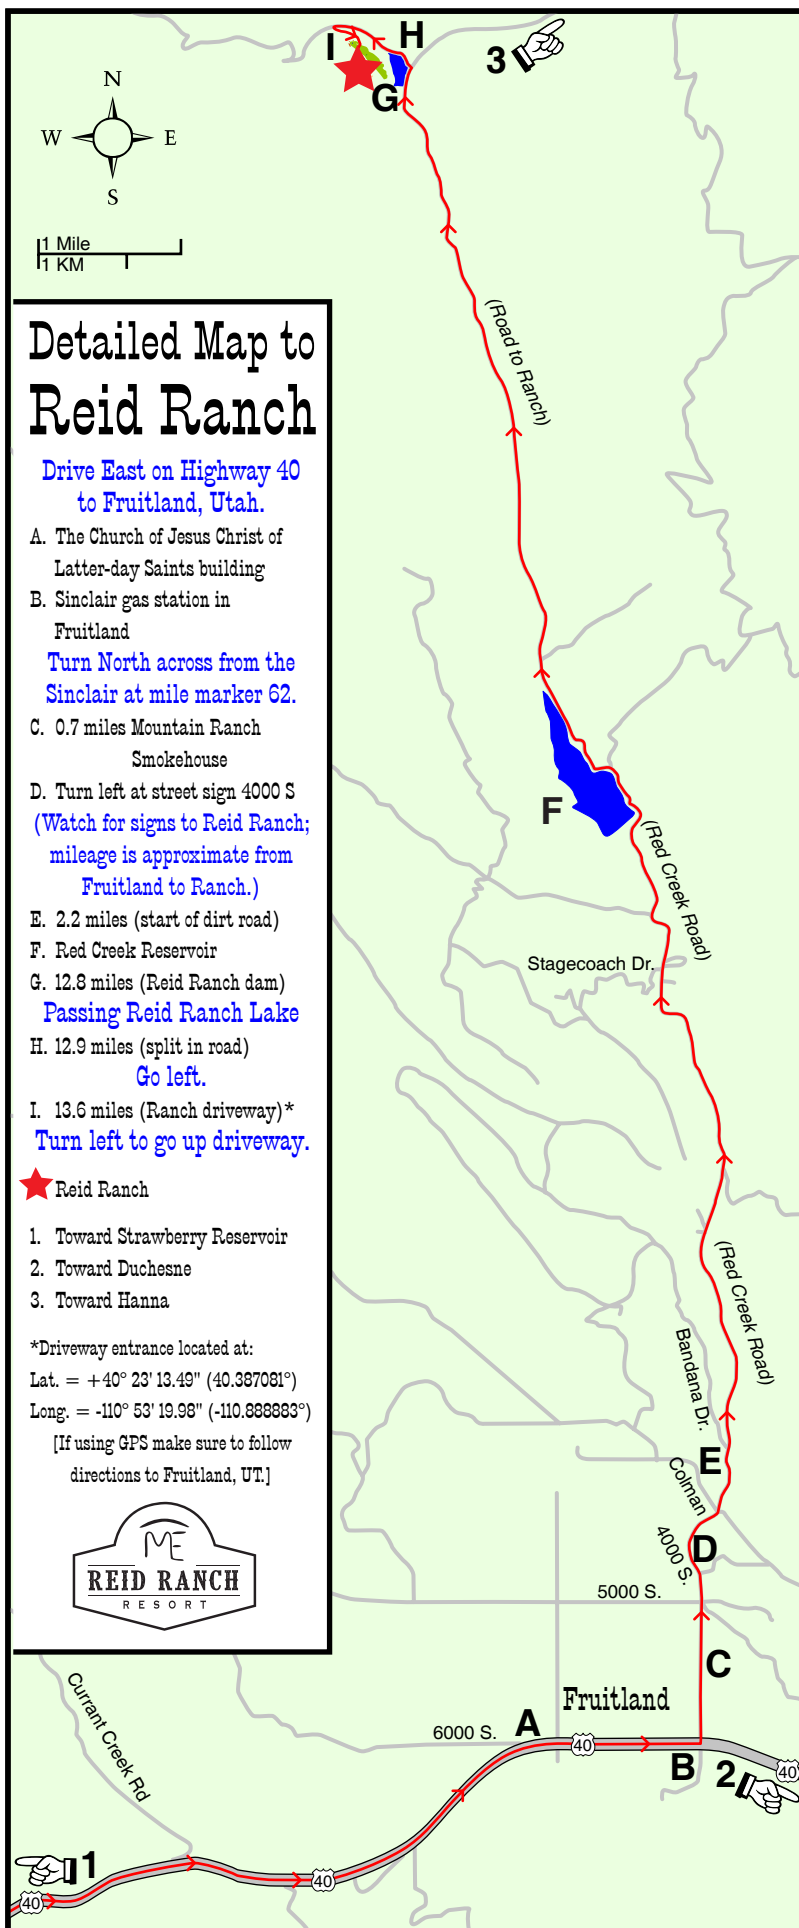 I
H
3
G
N
W
E
S
1 Mile
1 KM
(Road to Ranch)
Detailed Map to
Reid Ranch
Drive East on Highway 40
to Fruitland, Utah.
A. The Church of Jesus Christ of
Latter-day Saints building
B. Sinclair gas station in
Fruitland
Turn North across from the
Sinclair at mile marker 62.
C. 0.7 miles Mountain Ranch
Smokehouse
D. Turn left at street sign 4000 S
(Watch for signs to Reid Ranch;
mileage is approximate from
Fruitland to Ranch.)
E. 2.2 miles (start of dirt road)
F. Red Creek Reservoir
G. 12.8 miles (Reid Ranch dam)
Passing Reid Ranch Lake
H. 12.9 miles (split in road)
Go left.
I. 13.6 miles (Ranch driveway)*
Turn left to go up driveway.
Reid Ranch
1. Toward Strawberry Reservoir
2. Toward Duchesne
3. Toward Hanna
*Driveway entrance located at:
Lat. = +40° 23' 13.49" (40.387081°)
Long. = -110° 53' 19.98" (-110.888883°)
[If using GPS make sure to follow
directions to Fruitland, UT.]
ME
REID RANCH
RESORT
F
(Red Creek Road)
Stagecoach Dr.
(Red Creek Road)
Bandana Dr.
E
Colman
D
4000 S.
5000 S.
C
Fruitland
A
6000 S.
40
B
2
40
Currant Creek Rd
1
40
40